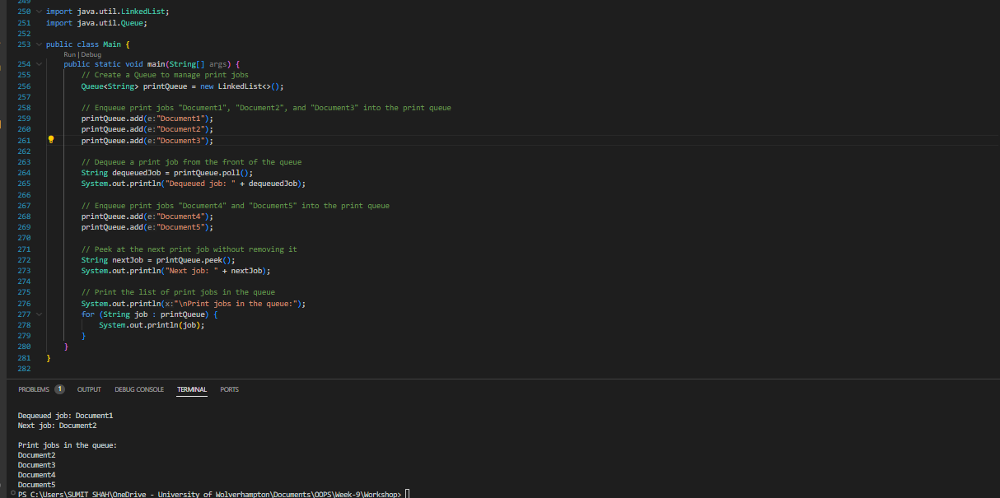 249
250 import java.util.LinkedList;
251 import java.util.Queue;
252
253 public class Main {
Run | Debug
254 public static void main(String[] args) {
255 // Create a Queue to manage print jobs
256 Queue<String> printQueue = new LinkedList<>();
257
258 // Enqueue print jobs "Document1", "Document2", and "Document3" into the print queue
259 printQueue.add(e:"Document1");
260 printQueue.add(e:"Document2");
261 printQueue.add(e:"Document3");
262
263 // Dequeue a print job from the front of the queue
264 String dequeuedJob = printQueue.poll();
265 System.out.println("Dequeued job: " + dequeuedJob);
266
267 // Enqueue print jobs "Document4" and "Document5" into the print queue
268 printQueue.add(e:"Document4");
269 printQueue.add(e:"Document5");
270
271 // Peek at the next print job without removing it
272 String nextJob = printQueue.peek();
273 System.out.println("Next job: " + nextJob);
274
275 // Print the list of print jobs in the queue
276 System.out.println(x:"\nPrint jobs in the queue:");
277 for (String job : printQueue) {
278 System.out.println(job);
279 }
280 }
281 }
282
PROBLEMS 1 OUTPUT DEBUG CONSOLE TERMINAL PORTS
Dequeued job: Document1
Next job: Document2
Print jobs in the queue:
Document2
Document3
Document4
Document5
PS C:\Users\SUMIT SHAH\OneDrive - University of Wolverhampton\Documents\OOPS\Week-9\Workshop>